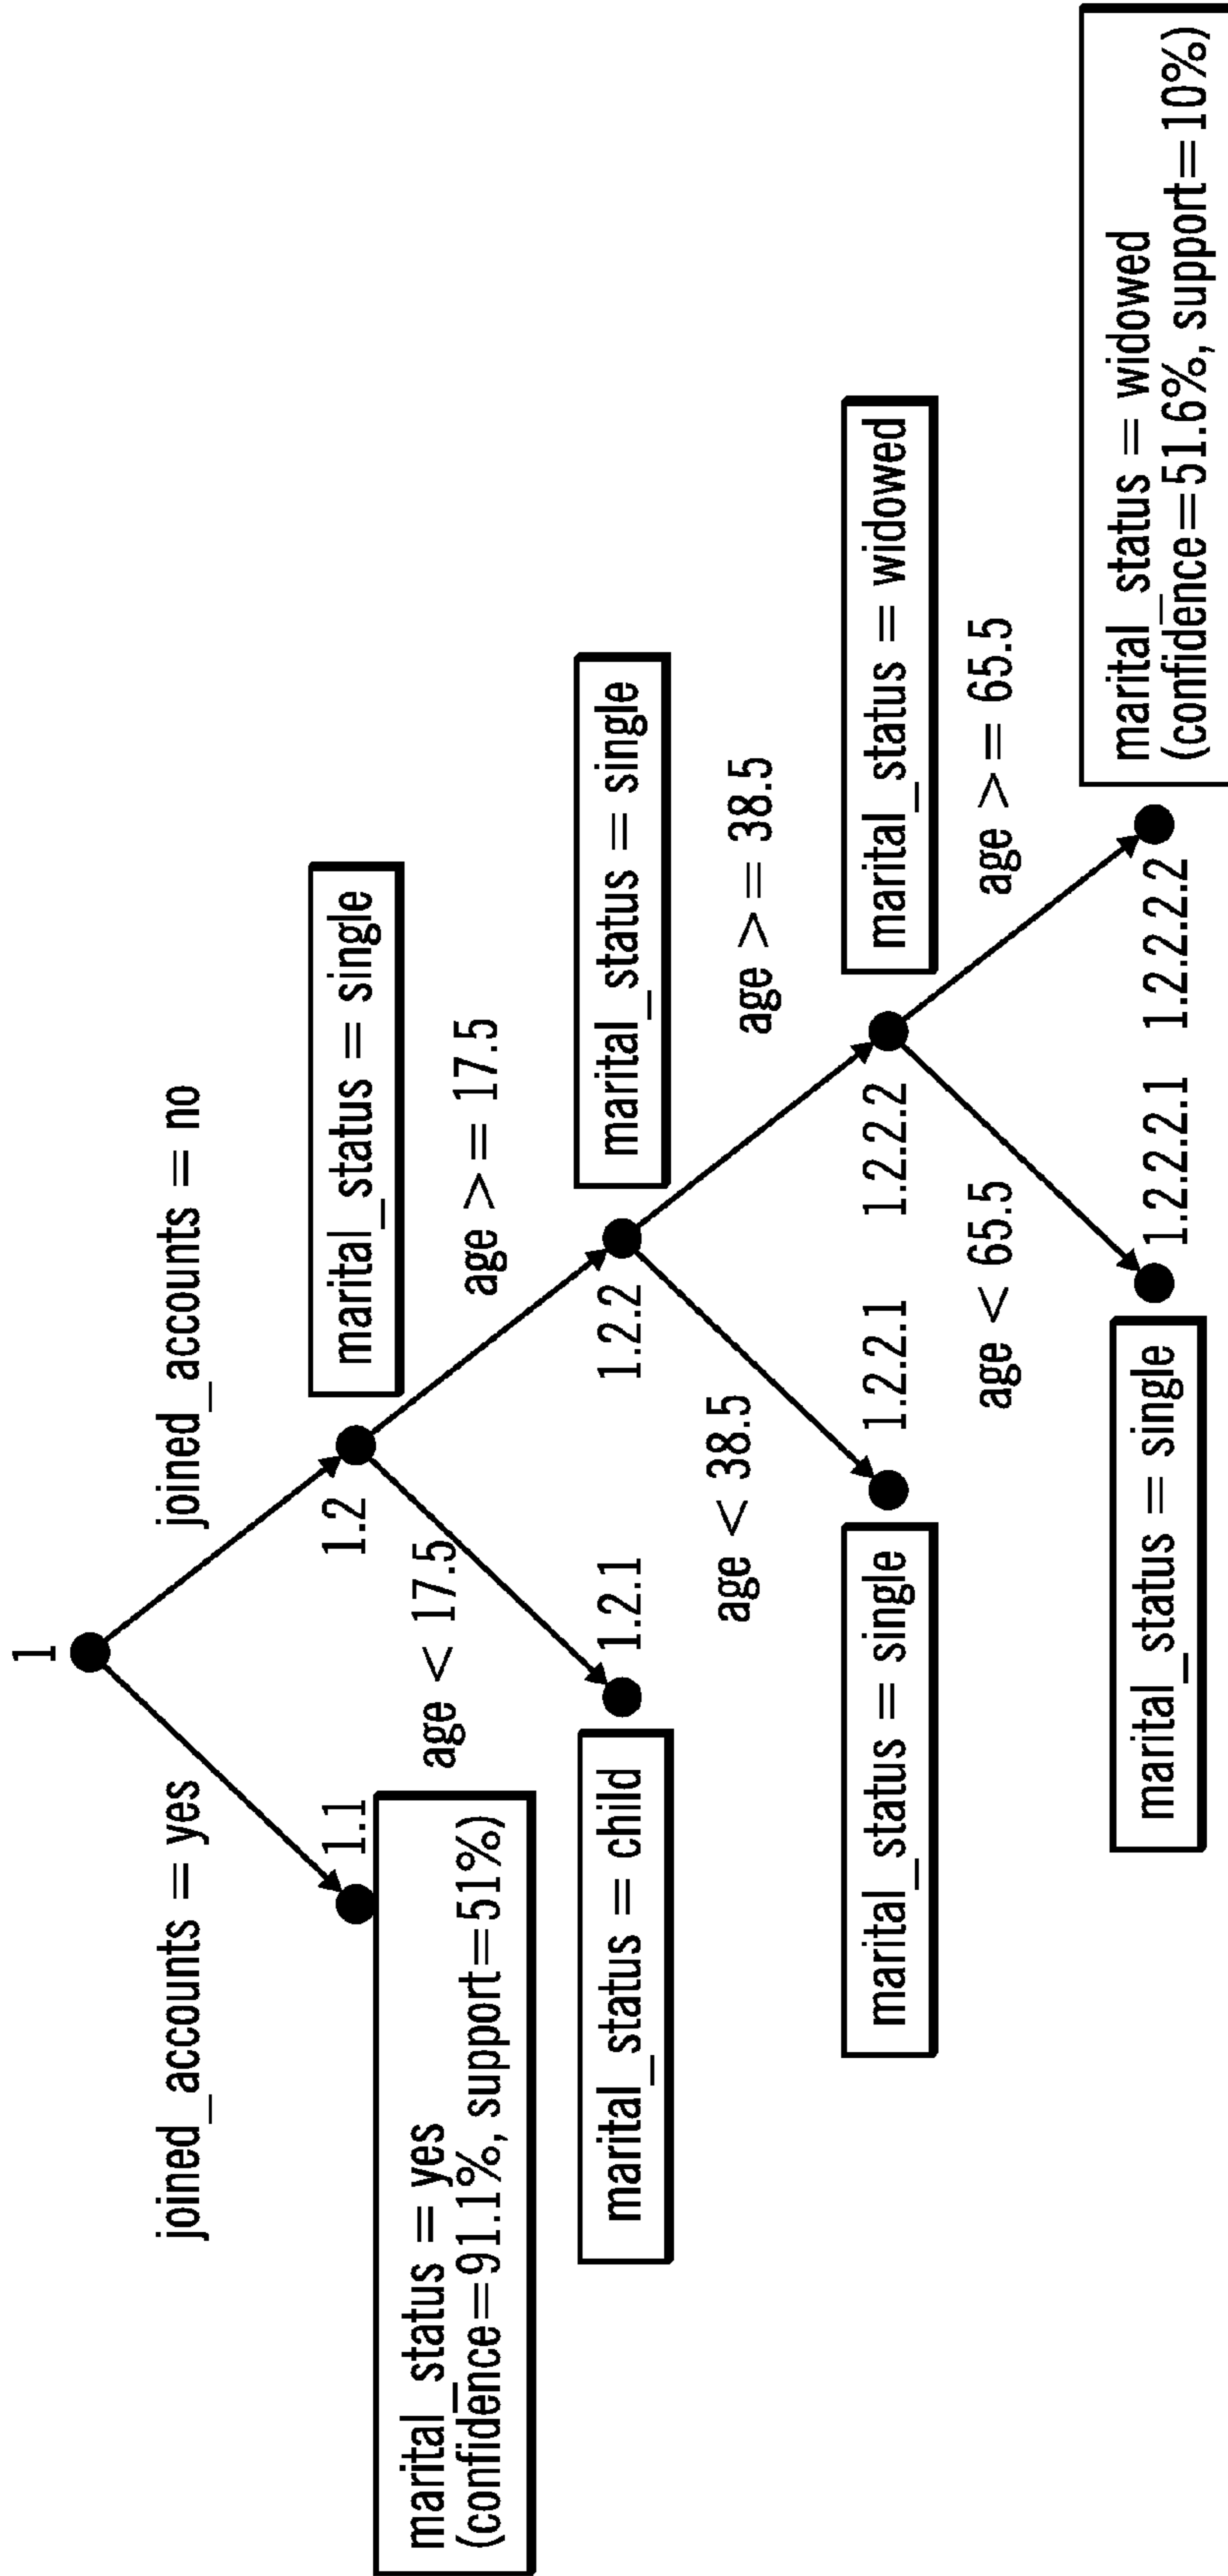 1
joined_accounts = yes
joined_accounts = no
1.1
marital_status = yes
(confidence=91.1%, support=51%)
1.2
marital_status = single
age < 17.5
age >= 17.5
marital_status = child
1.2.1
1.2.2
marital_status = single
age < 38.5
age >= 38.5
marital_status = single
1.2.2.1
1.2.2.2
marital_status = widowed
age < 65.5
age >= 65.5
marital_status = single
1.2.2.2.1
1.2.2.2.2
marital_status = widowed
(confidence=51.6%, support=10%)